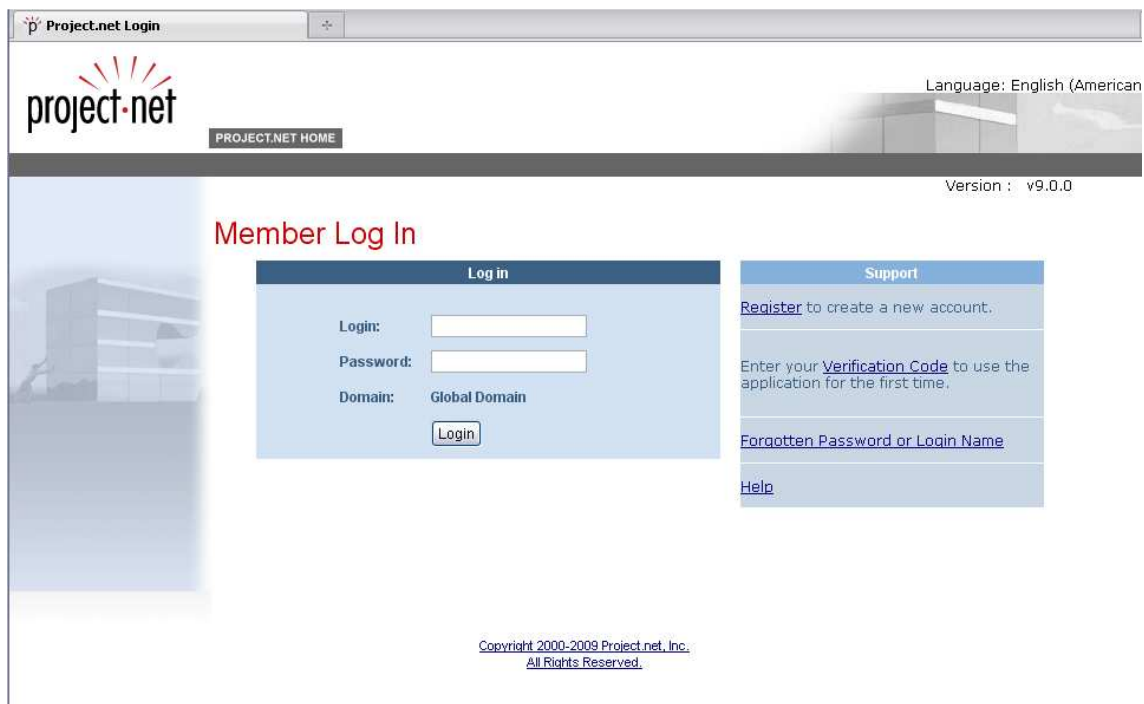 Project.net Login
project·net
Language: English (American
PROJECT.NET HOME
Version : v9.0.0
Member Log In
Log in
Login:
Password:
Domain: Global Domain
Login
Support
Register to create a new account.
Enter your Verification Code to use the
application for the first time.
Forgotten Password or Login Name
Help
Copyright 2000-2009 Project.net, Inc.
All Rights Reserved.